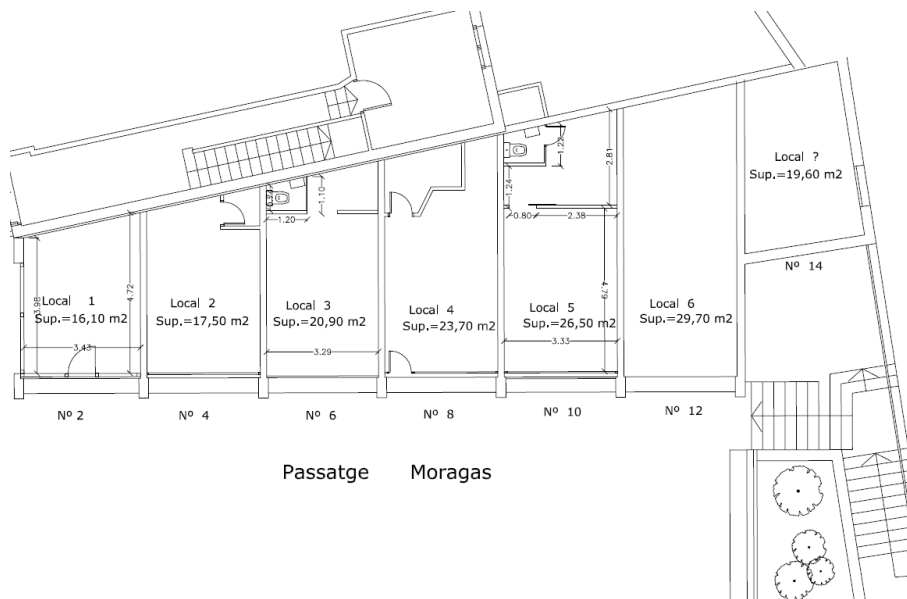 Local ?
Sup.=19,60 m2
Nº 14
Local 1
Sup.=16,10 m2
Local 2
Sup.=17,50 m2
Local 3
Sup.=20,90 m2
Local 4
Sup.=23,70 m2
Local 5
Sup.=26,50 m2
Local 6
Sup.=29,70 m2
3.98
4.72
3.43
1.20
1.10
3.29
1.22
1.24
2.81
0.80
2.38
4.79
3.33
Nº 2
Nº 4
Nº 6
Nº 8
Nº 10
Nº 12
Passatge Moragas